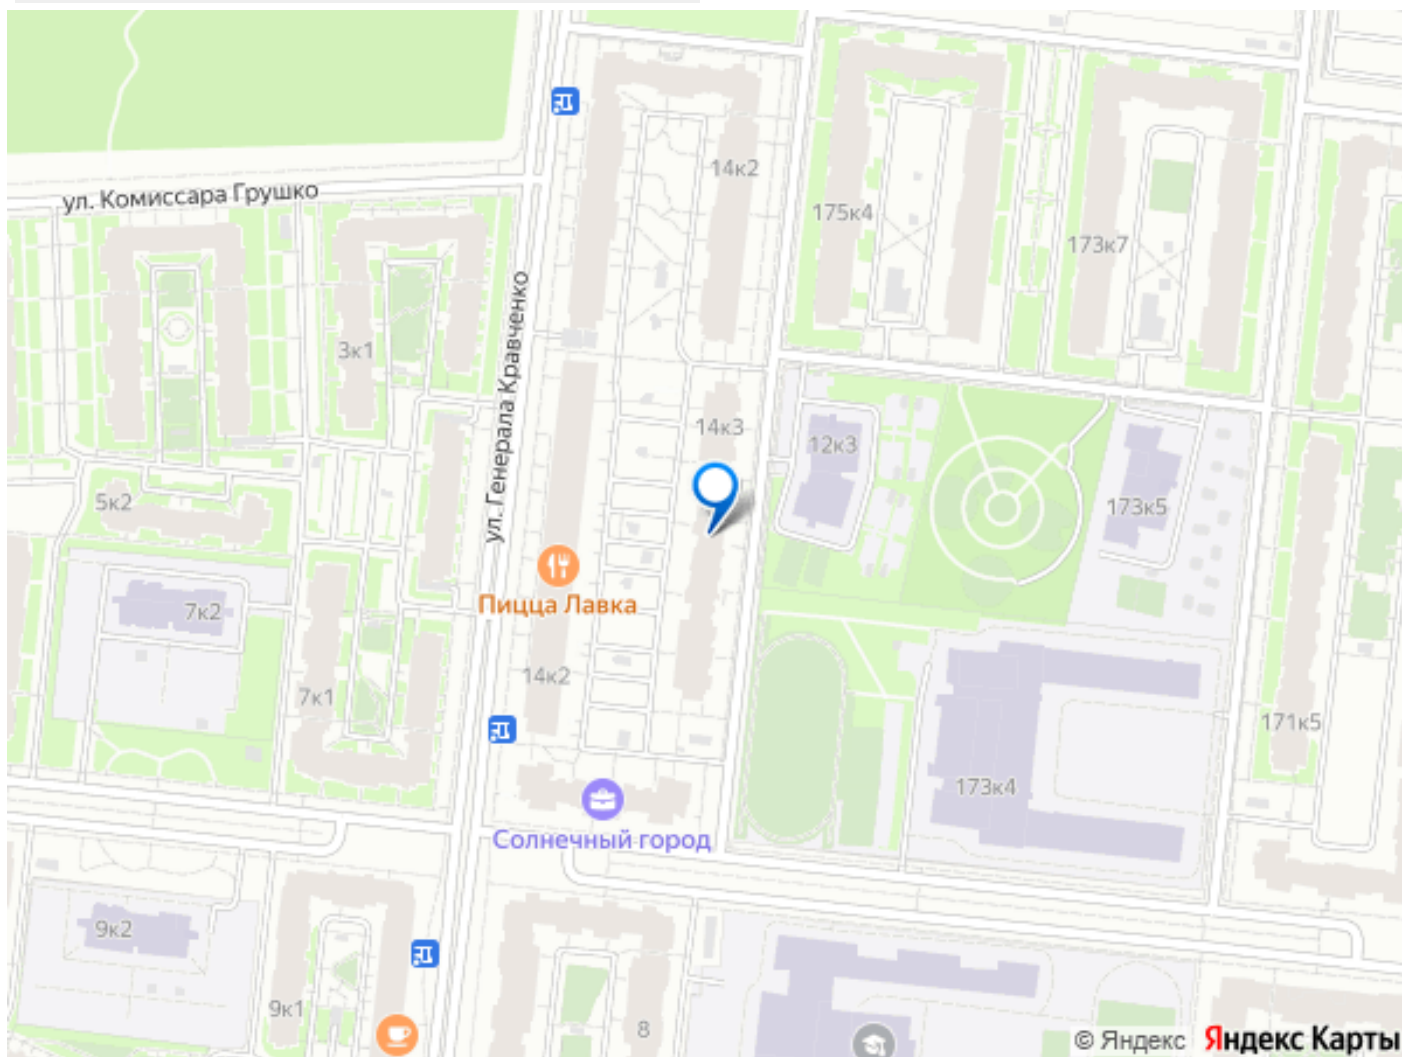 14к2
ул. Комиссара Грушко
175к4
173к7
ул. Генерала Кравченко
3к1
14к3
12к3
5к2
173к5
Пицца Лавка
7к2
14к2
7к1
171к5
173к4
Солнечный город
9к2
9к1
8
© Яндекс Яндекс Карты